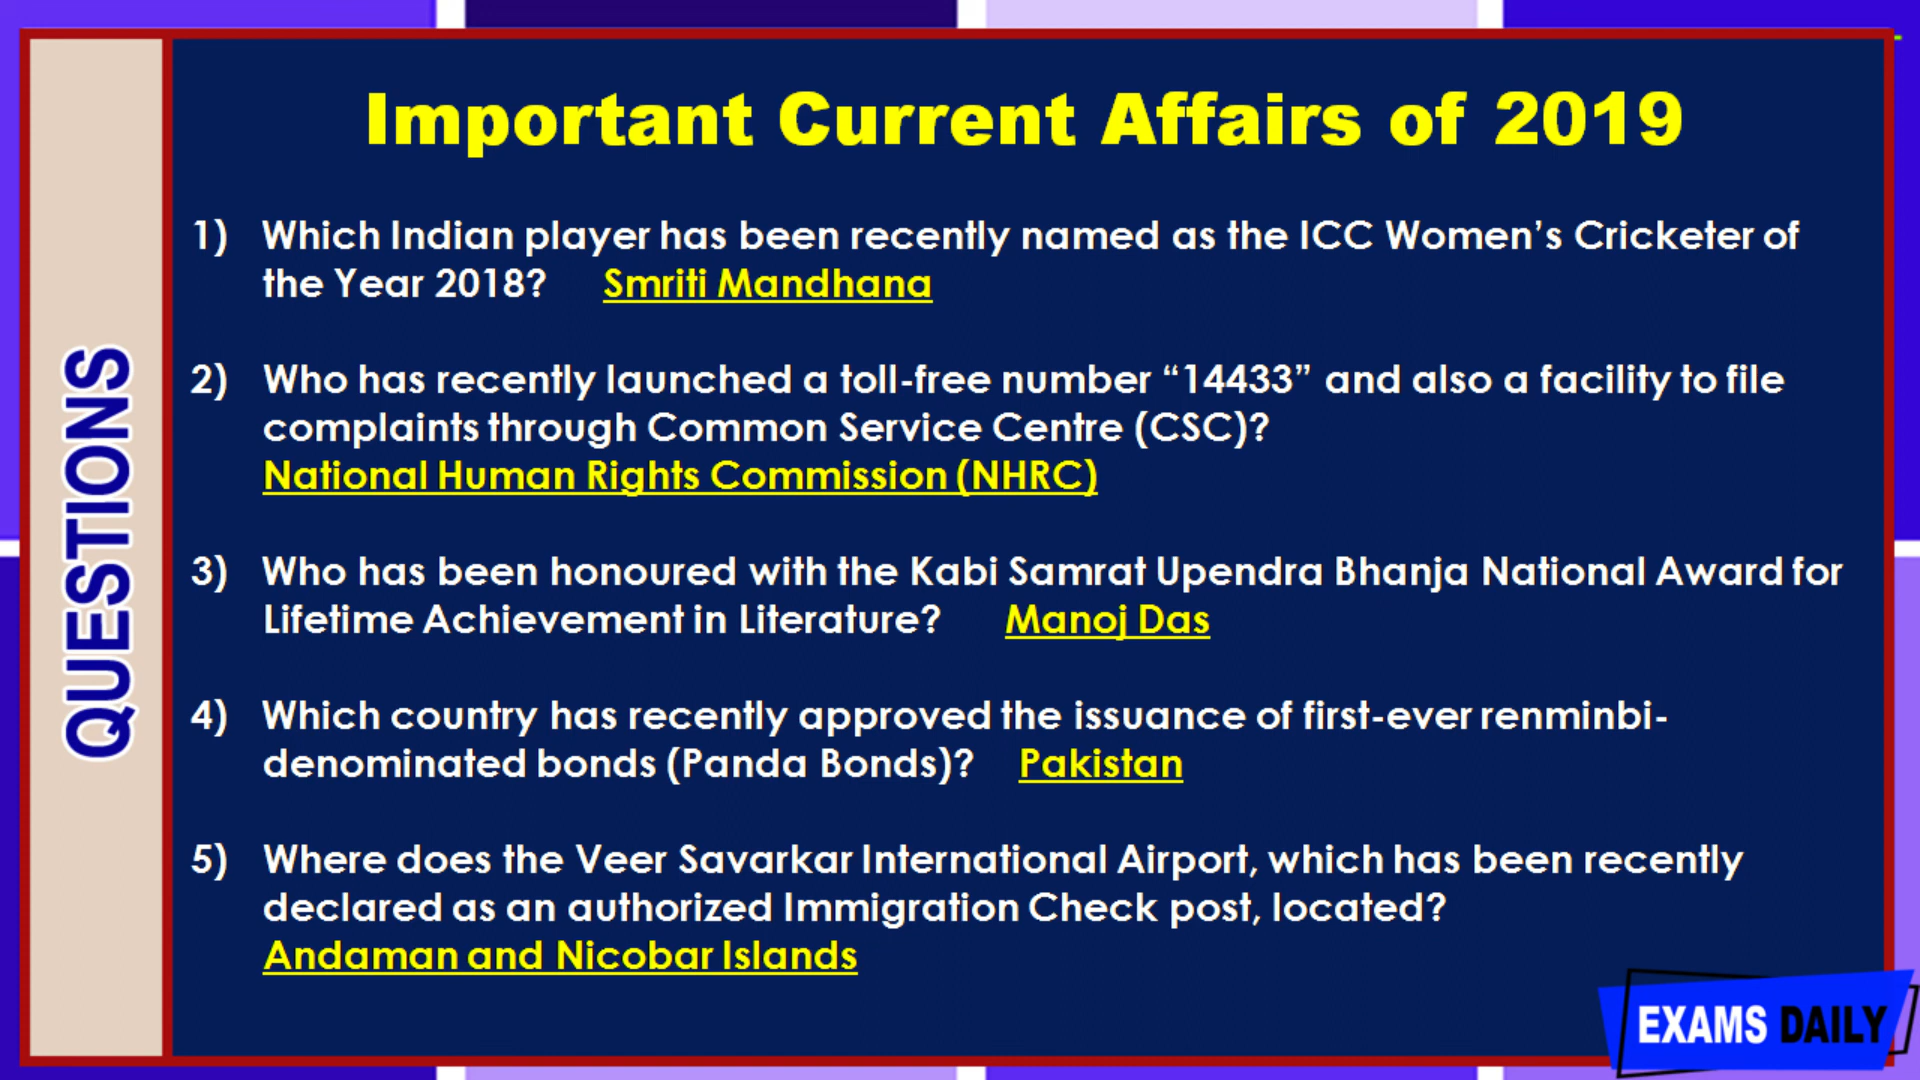 Important Current Affairs of 2019
QUESTIONS
1) Which Indian player has been recently named as the ICC Women’s Cricketer of
the Year 2018? Smriti Mandhana
2) Who has recently launched a toll-free number “14433” and also a facility to file
complaints through Common Service Centre (CSC)?
National Human Rights Commission (NHRC)
3) Who has been honoured with the Kabi Samrat Upendra Bhanja National Award for
Lifetime Achievement in Literature? Manoj Das
4) Which country has recently approved the issuance of first-ever renminbi-
denominated bonds (Panda Bonds)? Pakistan
5) Where does the Veer Savarkar International Airport, which has been recently
declared as an authorized Immigration Check post, located?
Andaman and Nicobar Islands
EXAMS DAILY